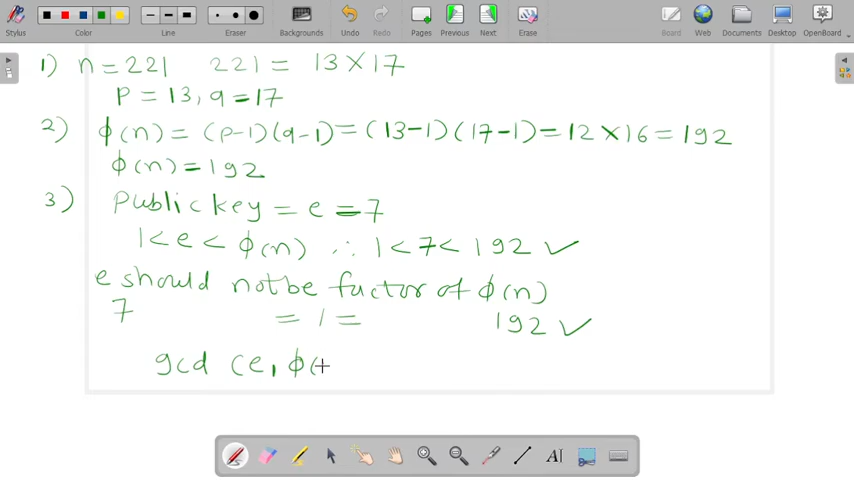 Stylus Color Line Eraser Backgrounds Undo Redo Pages Previous Next Erase Board Web Documents Desktop OpenBoard
1) n = 221 221 = 13 X 17
P = 13, q = 17
2) ϕ(n) = (p-1)(q-1) = (13-1)(17-1) = 12 X 16 = 192
ϕ(n) = 192
3) Public key = e = 7
1 < e < ϕ(n) ∴ 1 < 7 < 192 ✓
e should not be factor of ϕ(n)
7 = 1 = 192 ✓
gcd (e, ϕ(
AI